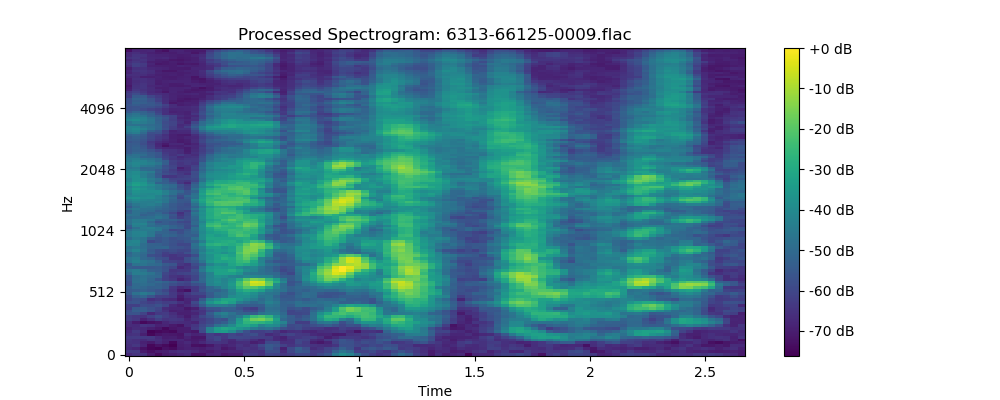 Processed Spectrogram: 6313-66125-0009.flac
Hz
4096
2048
1024
512
0
0
0.5
1
1.5
2
2.5
Time
+0 dB
-10 dB
-20 dB
-30 dB
-40 dB
-50 dB
-60 dB
-70 dB